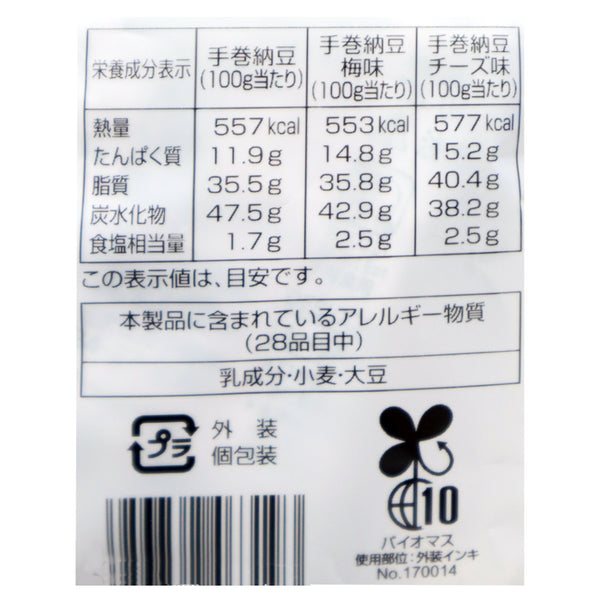 栄養成分表示 手巻納豆 (100g当たり) 手巻納豆 梅味 (100g当たり) 手巻納豆 チーズ味 (100g当たり)
熱量 557kcal 553kcal 577kcal
たんぱく質 11.9g 14.8g 15.2g
脂質 35.5g 35.8g 40.4g
炭水化物 47.5g 42.9g 38.2g
食塩相当量 1.7g 2.5g 2.5g
この表示値は、目安です。
本製品に含まれているアレルギー物質
(28品目中)
乳成分・小麦・大豆
プラ 外装
個包装
10
バイオマス
使用部位:外装インキ
No.170014